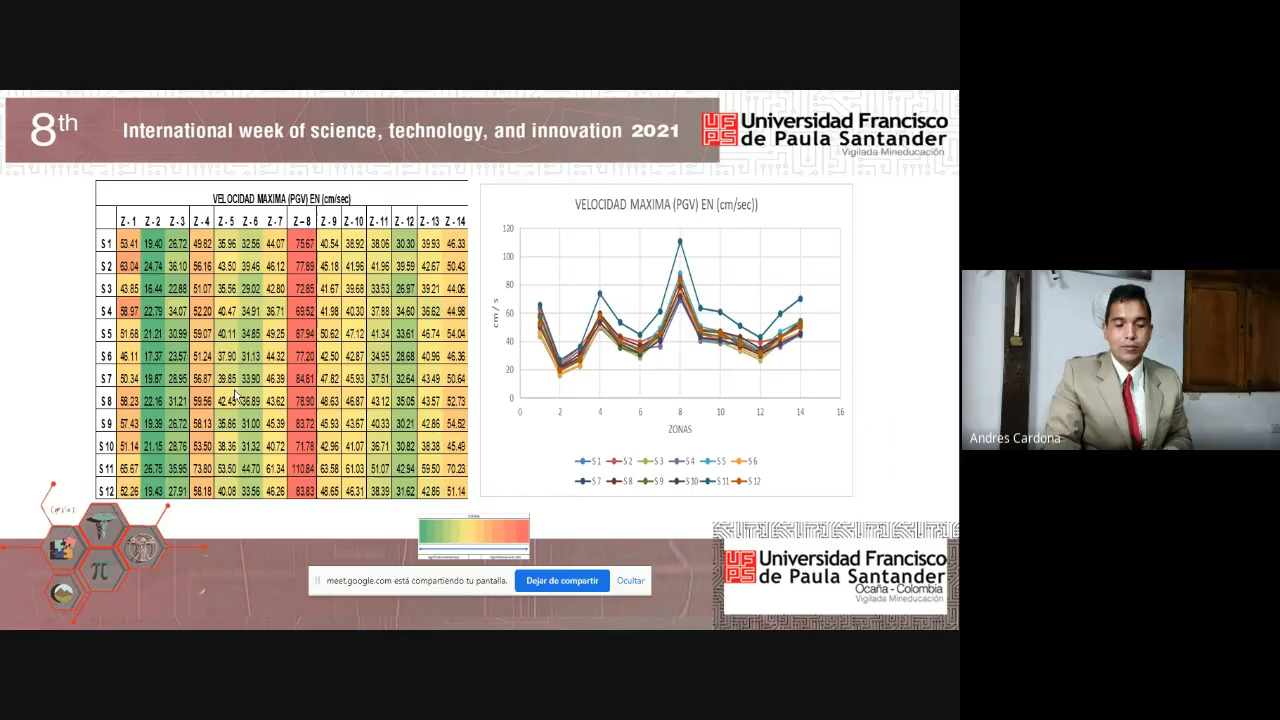 8th
International week of science, technology, and innovation 2021
UFPS Universidad Francisco
de Paula Santander
Vigilada Mineducación
VELOCIDAD MAXIMA (PGV) EN (cm/sec)
Z - 1 Z - 2 Z - 3 Z - 4 Z - 5 Z - 6 Z - 7 Z – 8 Z - 9 Z - 10 Z - 11 Z - 12 Z - 13 Z - 14
S 1 53.41 19.40 26.72 49.82 35.96 32.56 44.07 75.67 40.54 38.92 38.06 30.30 39.93 46.33
S 2 63.04 24.74 36.10 56.16 43.50 39.46 46.12 77.99 45.18 41.96 41.96 39.59 42.67 50.43
S 3 43.85 16.44 22.88 51.07 35.56 29.02 42.80 72.85 41.67 39.68 33.53 26.97 39.21 44.06
S 4 58.97 22.79 34.07 52.20 40.47 34.91 36.71 69.52 41.98 40.30 37.88 34.60 36.62 44.98
S 5 51.68 21.21 30.99 59.07 40.11 34.85 49.25 87.94 50.62 47.12 41.34 33.61 46.74 54.04
S 6 46.11 17.37 23.57 51.24 37.90 31.13 44.32 77.20 42.50 42.87 34.95 28.68 40.96 46.36
S 7 50.34 19.87 28.95 56.87 39.85 33.90 46.39 84.81 47.82 45.93 37.51 32.64 43.49 50.64
S 8 58.23 22.16 31.21 59.56 43.62 78.90 48.63 46.87 43.12 35.05 43.57 52.73
S 9 57.43 19.39 26.72 58.13 35.86 31.00 45.39 83.72 45.93 43.67 40.33 30.21 42.86 54.52
S 10 51.14 21.15 28.76 53.50 38.36 31.32 40.72 71.78 42.96 41.07 36.71 30.82 38.38 45.49
S 11 65.67 26.75 35.95 73.80 53.50 44.70 61.34 110.84 63.58 61.03 51.07 42.94 59.50 70.23
S 12 52.26 19.43 27.91 58.18 40.08 33.56 46.26 83.83 48.65 46.31 38.39 31.62 42.86 51.14
VELOCIDAD MAXIMA (PGV) EN (cm/sec))
120
100
80
60
40
20
0
cm / s
0 2 4 6 8 10 12 14 16
ZONAS
S 1 S 2 S 3 S 4 S 5 S 6
S 7 S 8 S 9 S 10 S 11 S 12
Andres Cardona
π
meet.google.com está compartiendo tu pantalla. Dejar de compartir Ocultar
UFPS Universidad Francisco
de Paula Santander
Ocaña - Colombia
Vigilada Mineducación